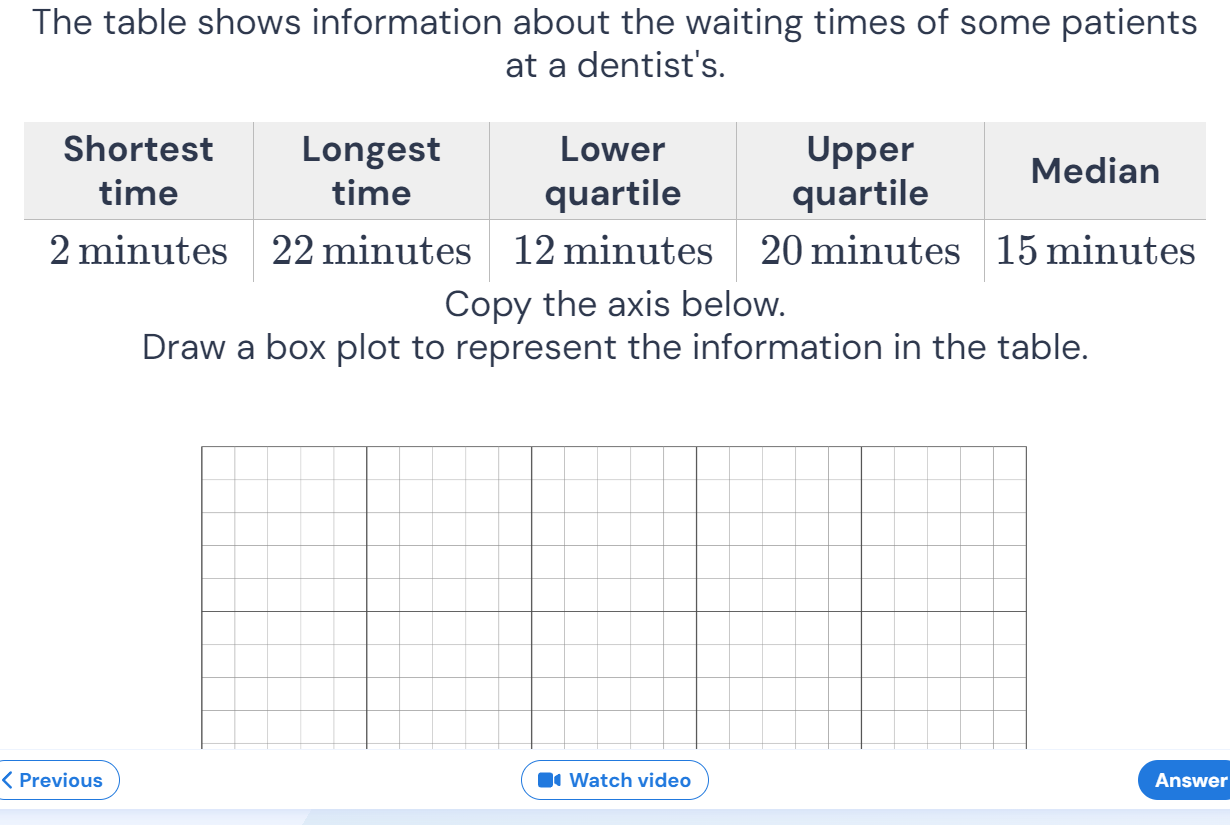 The table shows information about the waiting times of some patients
at a dentist's.
Shortest time Longest time Lower quartile Upper quartile Median
2 minutes 22 minutes 12 minutes 20 minutes 15 minutes
Copy the axis below.
Draw a box plot to represent the information in the table.
Previous Watch video Answer